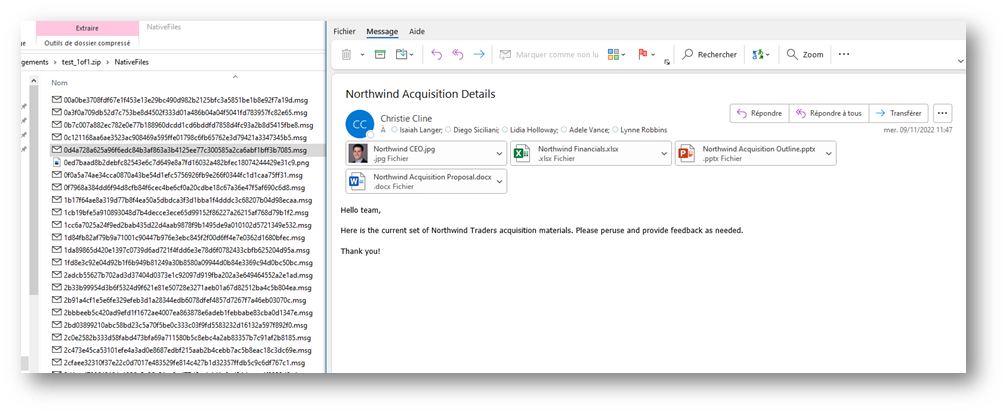 Extraire
NativeFiles
Outils de dossier compressé
gements › test_1of1.zip › NativeFiles
Nom
00a0be3708fdf67e1f453e13e29bc490d982b2125bfc3a5851be1b8e92f7a19d.msg
0a3f0a709db52d7c753be8d4502f333d01a486b04a04f5041fd783957fc82e65.msg
0b7c007a882ec782e0e77b188960dcdd1cd6bddfd7858d4fc93a2b8d5415fbe8.msg
0c121168aa6ae3523ac908469a595ffe01798c6fb65762e3d79421a3347345b5.msg
0d4a728a625a96f6edc84b3af863a3b4125ee77c300585a2ca6abf1bff3b7085.msg
0ed7baad8b2debfc82543e6c7d649e8a7fd16032a482bfec18074244429e31c9.png
0f0a5a74ae34cca0870a43be54d1efc5756926fb9e266f0344fc1d1caa75ff31.msg
0f7968a384dd6f94d8cfb84f6cec4be6cf0a20cdbe18c67a36e47f5af690c6d8.msg
1b17f64ae8a319d77b8f4ea50a5dbdca3f3d1bba1f4dddc3c68207b04d98ecaa.msg
1cb19bfe5a910893048d7b4decce3ece65d99152f86227a26215af768d79b1f2.msg
1cc6a7025a24f9ed2bab435d22d4aab9878f9b1495de9a010102d5721349e532.msg
1d84fb82af79b9a71001c90447b976e3ebc845f2f00d6ff4e7e0362d1680bfec.msg
1da89865d420e1397c0739d6ad721f4fdd6e3e78d6f0782433cbfb625204d95a.msg
1fd8e3c92e04d92b1f6b949b81249a30b8580a09944d0b84e3369c94d0bc50bc.msg
2adcb55627b702ad3d37404d0373e1c92097d919fba202a3e649464552a2e1ad.msg
2b33b99954d3b6f5324d9f621e81e50728e3271aeb01a67d82512ba4c5b804ea.msg
2b91a4cf1e5e6fe329efeb3d1a28344edb6078dfef4857d7267f7a46eb03070c.msg
2bbbeeb5c420ad9efd1f1672ae4007ea863878e6adeb1febbabe83cba0d1347e.msg
2bd03899210abc58bd23c5a70f5be0c333c03f9fd5583232d16132a597f892f0.msg
2c0e2582b333d58fabd473bfa69a711580b5c8ebc4a2ab83357b7c91af2b8185.msg
2c473e45ca53101efe4a3ad0e8687edbf215aab2b4cebb7ac5b8eac18c3dc69e.msg
2cfaee32310f37e22c0d7017e483529fe814c427b1d32357ffdb5c9c6df767c1.msg
Fichier Message Aide
Marquer comme non lu Rechercher Zoom
Northwind Acquisition Details
CC
Christie Cline
À Isaiah Langer; Diego Siciliani; Lidia Holloway; Adele Vance; Lynne Robbins
Répondre Répondre à tous Transférer
mer. 09/11/2022 11:47
Northwind CEO.jpg
.jpg Fichier
Northwind Financials.xlsx
.xlsx Fichier
Northwind Acquisition Outline.pptx
.pptx Fichier
Northwind Acquisition Proposal.docx
.docx Fichier
Hello team,
Here is the current set of Northwind Traders acquisition materials. Please peruse and provide feedback as needed.
Thank you!